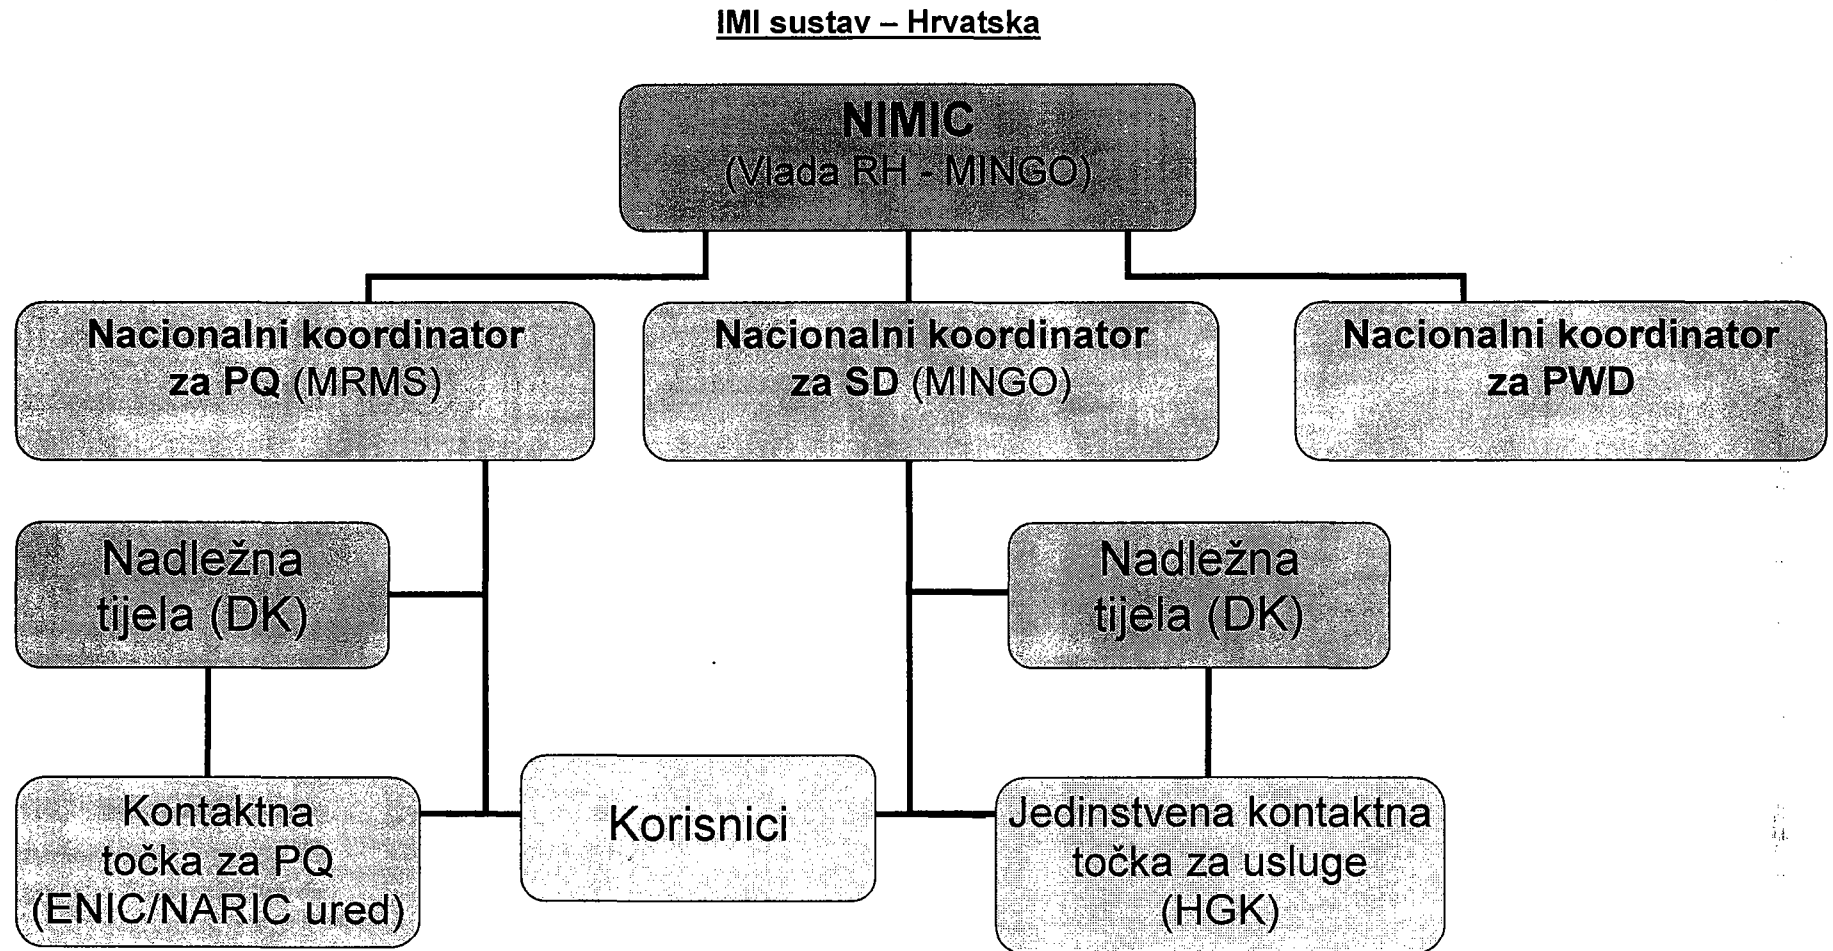 IMI sustav – Hrvatska
NIMIC
(Vlada RH - MINGO)
Nacionalni koordinator
za PQ (MRMS)
Nacionalni koordinator
za SD (MINGO)
Nacionalni koordinator
za PWD
Nadležna
tijela (DK)
Nadležna
tijela (DK)
Kontaktna
točka za PQ
(ENIC/NARIC ured)
Korisnici
Jedinstvena kontaktna
točka za usluge
(HGK)